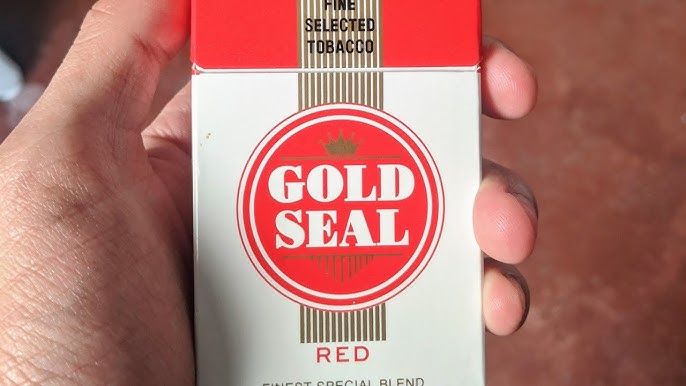 FINE
SELECTED
TOBACCO
GOLD
SEAL
RED
FINEST SPECIAL BLEND